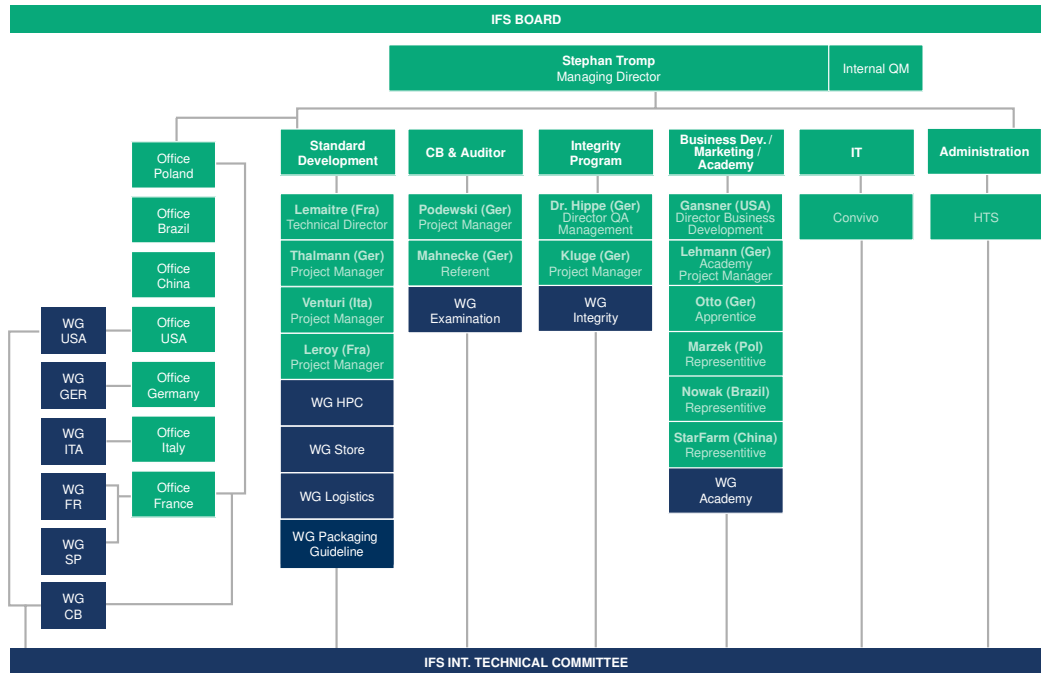 IFS BOARD
Stephan Tromp
Managing Director
Internal QM
Office
Poland
Office
Brazil
Office
China
Office
USA
Office
Germany
Office
Italy
Office
France
WG
USA
WG
GER
WG
ITA
WG
FR
WG
SP
WG
CB
Standard
Development
Lemaitre (Fra)
Technical Director
Thalmann (Ger)
Project Manager
Venturi (Ita)
Project Manager
Leroy (Fra)
Project Manager
WG HPC
WG Store
WG Logistics
WG Packaging
Guideline
CB & Auditor
Podewski (Ger)
Project Manager
Mahnecke (Ger)
Referent
WG
Examination
Integrity
Program
Dr. Hippe (Ger)
Director QA
Management
Kluge (Ger)
Project Manager
WG
Integrity
Business Dev. /
Marketing /
Academy
Gansner (USA)
Director Business
Development
Lehmann (Ger)
Academy
Project Manager
Otto (Ger)
Apprentice
Marzek (Pol)
Representitive
Nowak (Brazil)
Representitive
StarFarm (China)
Representitive
WG
Academy
IT
Convivo
Administration
HTS
IFS INT. TECHNICAL COMMITTEE